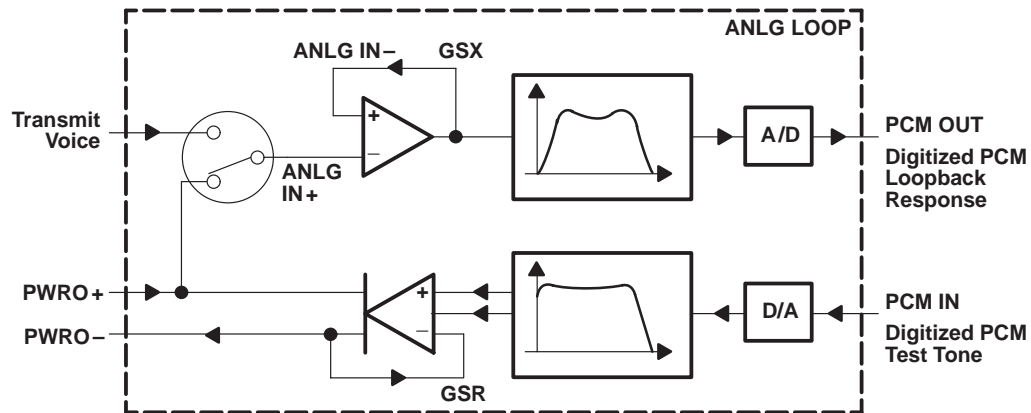 ANLG LOOP
ANLG IN−
GSX
Transmit
Voice
+
−
A/D
PCM OUT
Digitized PCM
Loopback
Response
ANLG
IN+
PWRO+
PWRO−
+
−
D/A
PCM IN
Digitized PCM
Test Tone
GSR